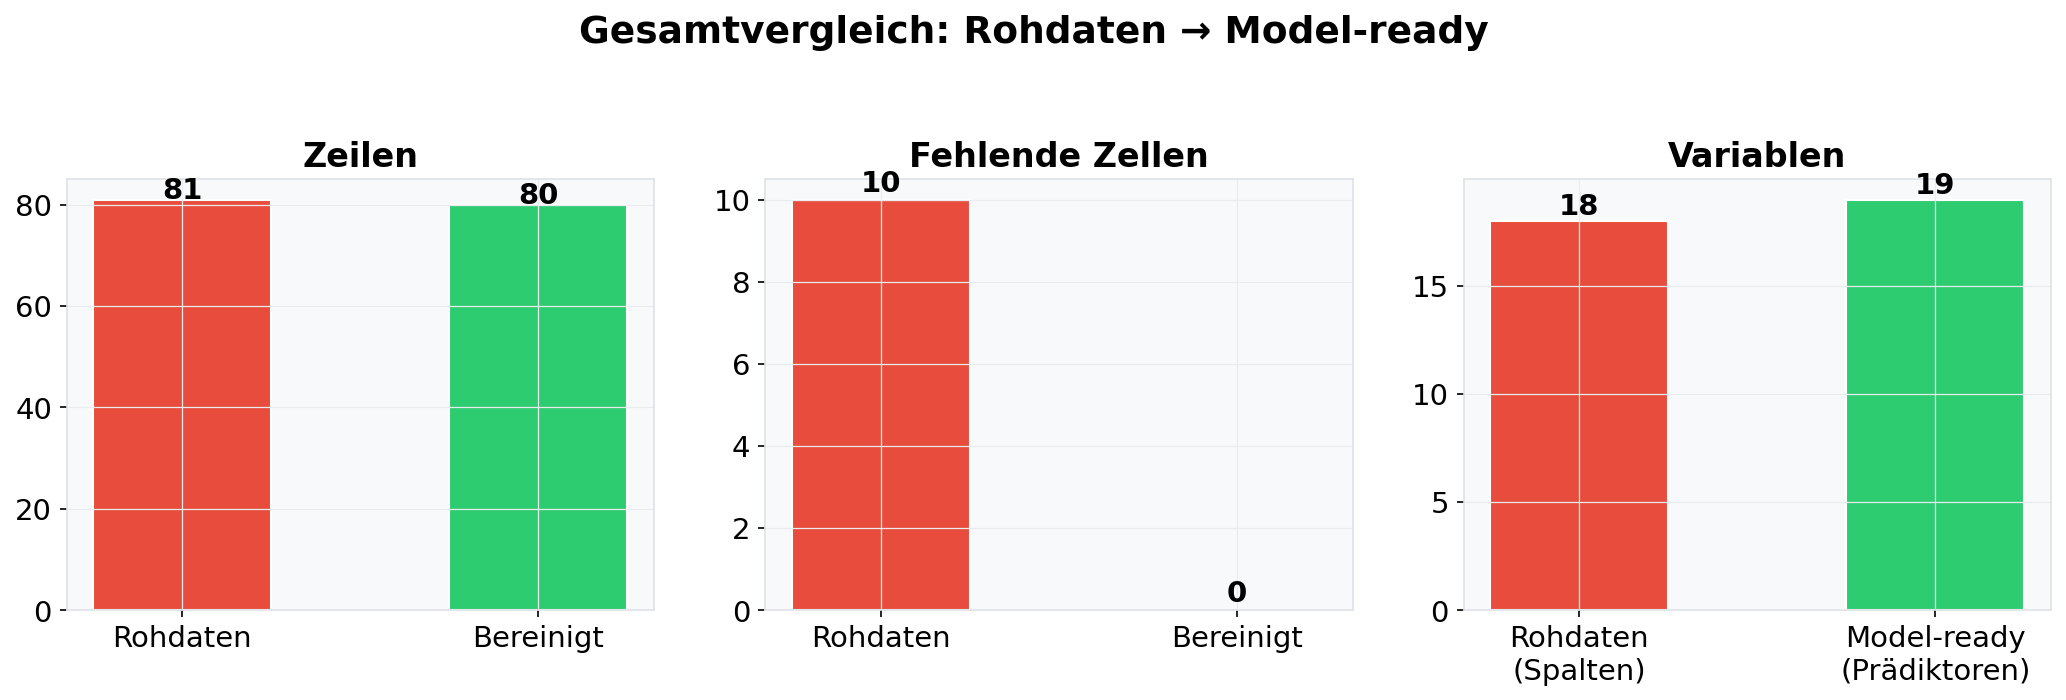 Gesamtvergleich: Rohdaten → Model-ready
Zeilen
81
80
80
60
40
20
0
Rohdaten
Bereinigt
Fehlende Zellen
10
0
10
8
6
4
2
0
Rohdaten
Bereinigt
Variablen
18
19
15
10
5
0
Rohdaten
(Spalten)
Model-ready
(Prädiktoren)